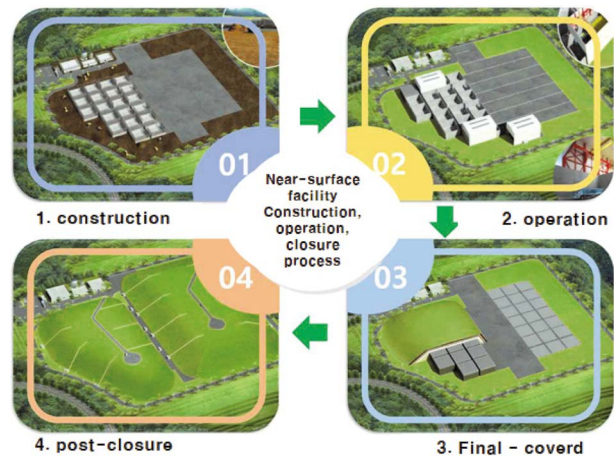 01
02
1. construction
2. operation
Near-surface
facility
Construction,
operation,
closure
process
04
03
4. post-closure
3. Final - coverd